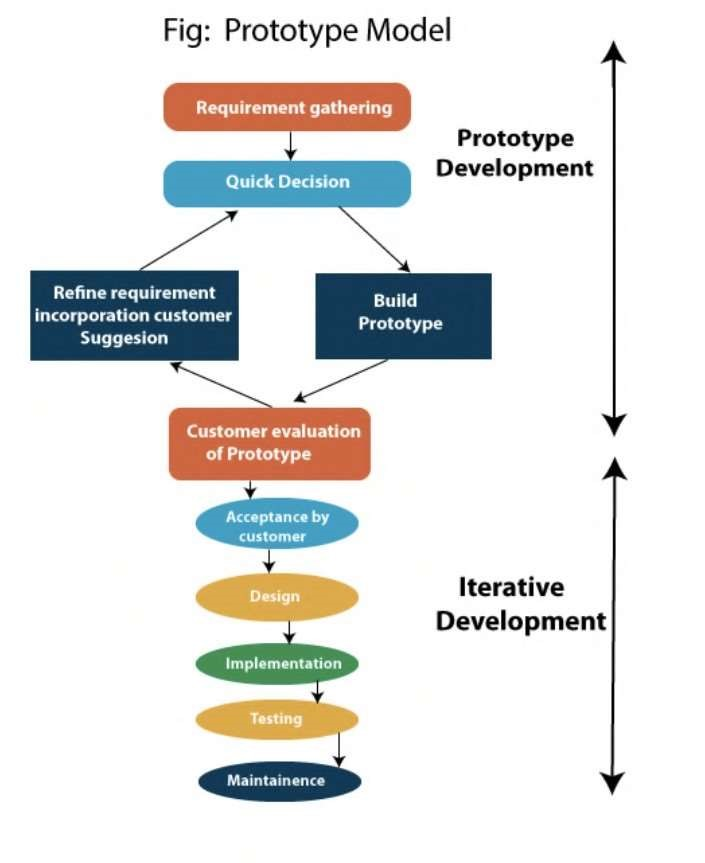 Fig: Prototype Model
Requirement gathering
Prototype
Development
Quick Decision
Refine requirement
incorporation customer
Suggesion
Build
Prototype
Customer evaluation
of Prototype
Acceptance by
customer
Design
Iterative
Development
Implementation
Testing
Maintainence